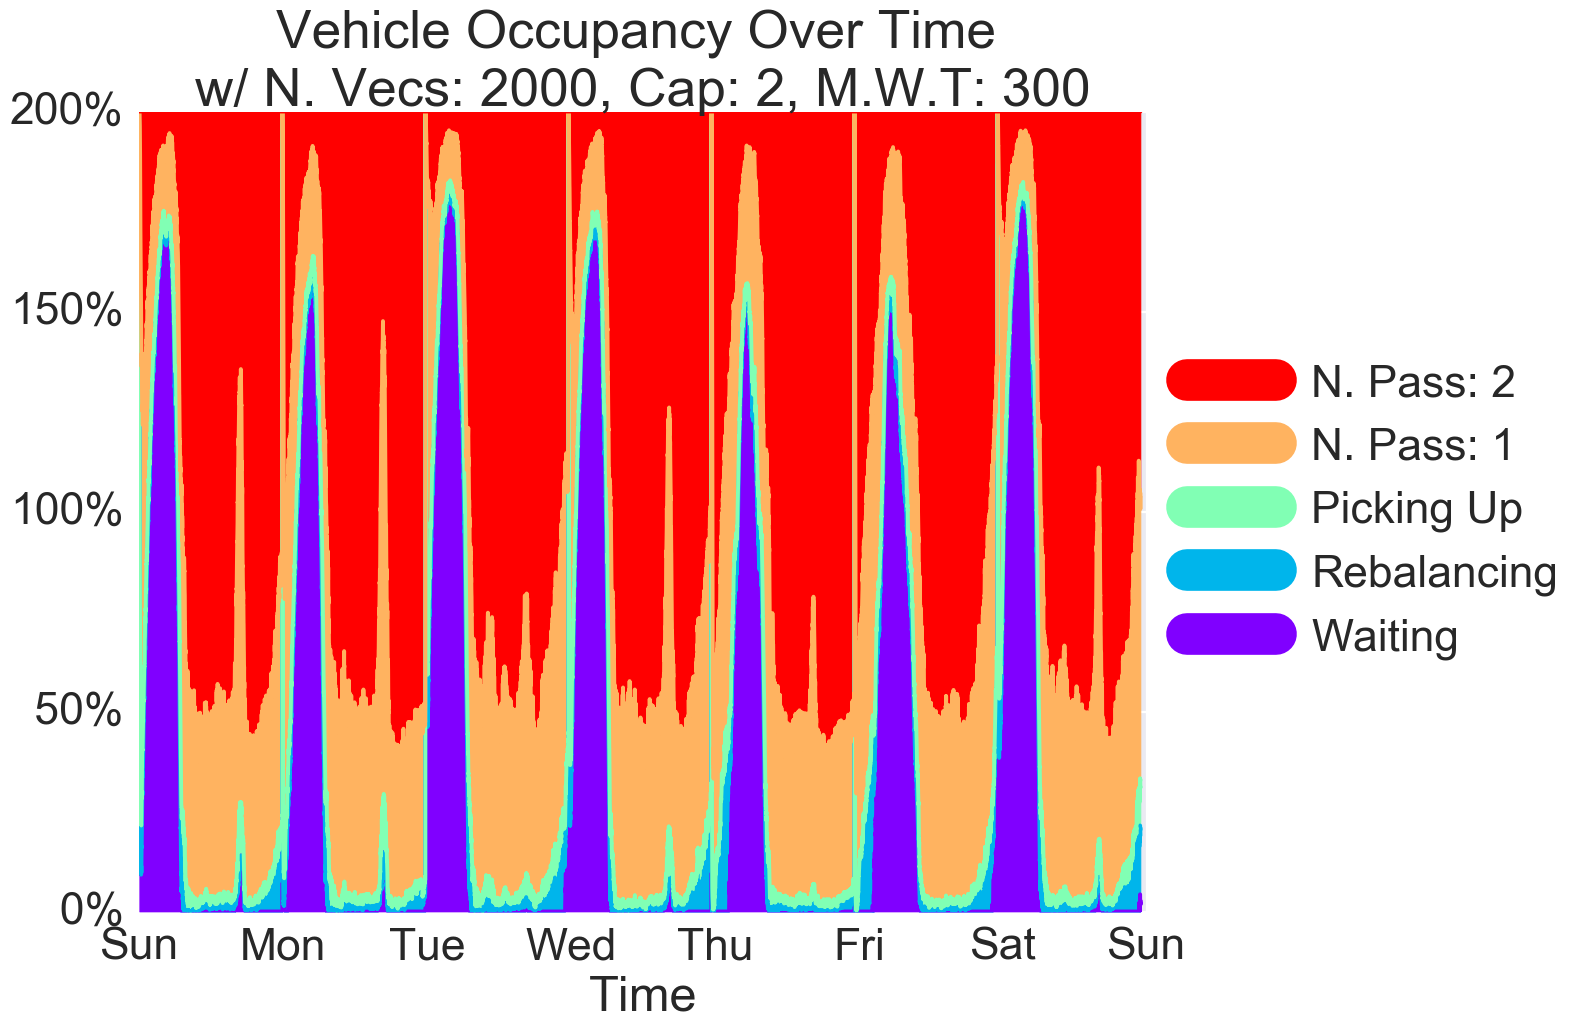 Vehicle Occupancy Over Time
w/ N. Vecs: 2000, Cap: 2, M.W.T: 300
200%
150%
100%
50%
0%
Sun Mon Tue Wed Thu Fri Sat Sun
Time
N. Pass: 2
N. Pass: 1
Picking Up
Rebalancing
Waiting